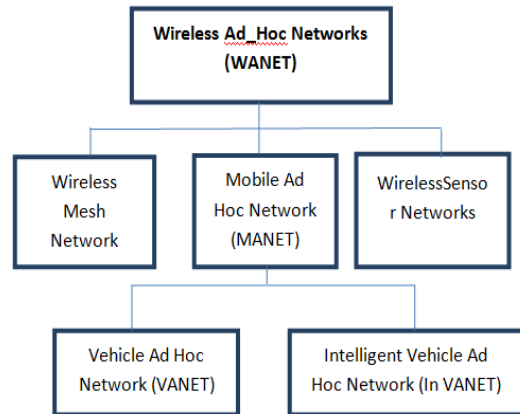 Wireless Ad_Hoc Networks
(WANET)
Wireless
Mesh
Network
Mobile Ad
Hoc Network
(MANET)
WirelessSenso
r Networks
Vehicle Ad Hoc
Network (VANET)
Intelligent Vehicle Ad
Hoc Network (In VANET)